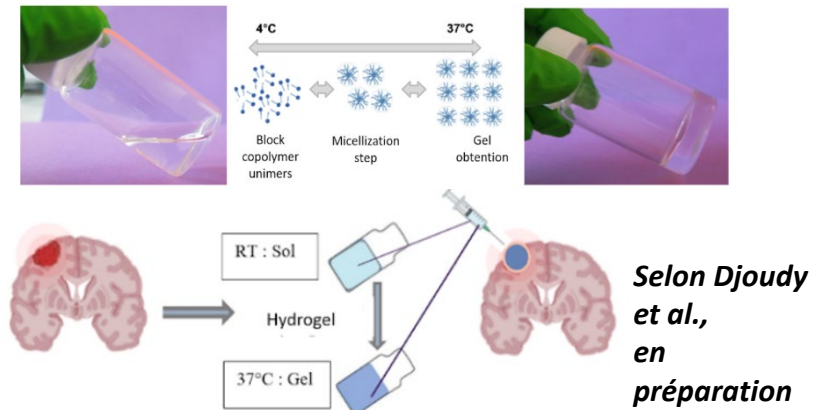 4°C 37°C
Block
copolymer
unimers
Micellization
step
Gel
obtention
RT : Sol
Hydrogel
37°C : Gel
Selon Djoudy
et al.,
en
préparation